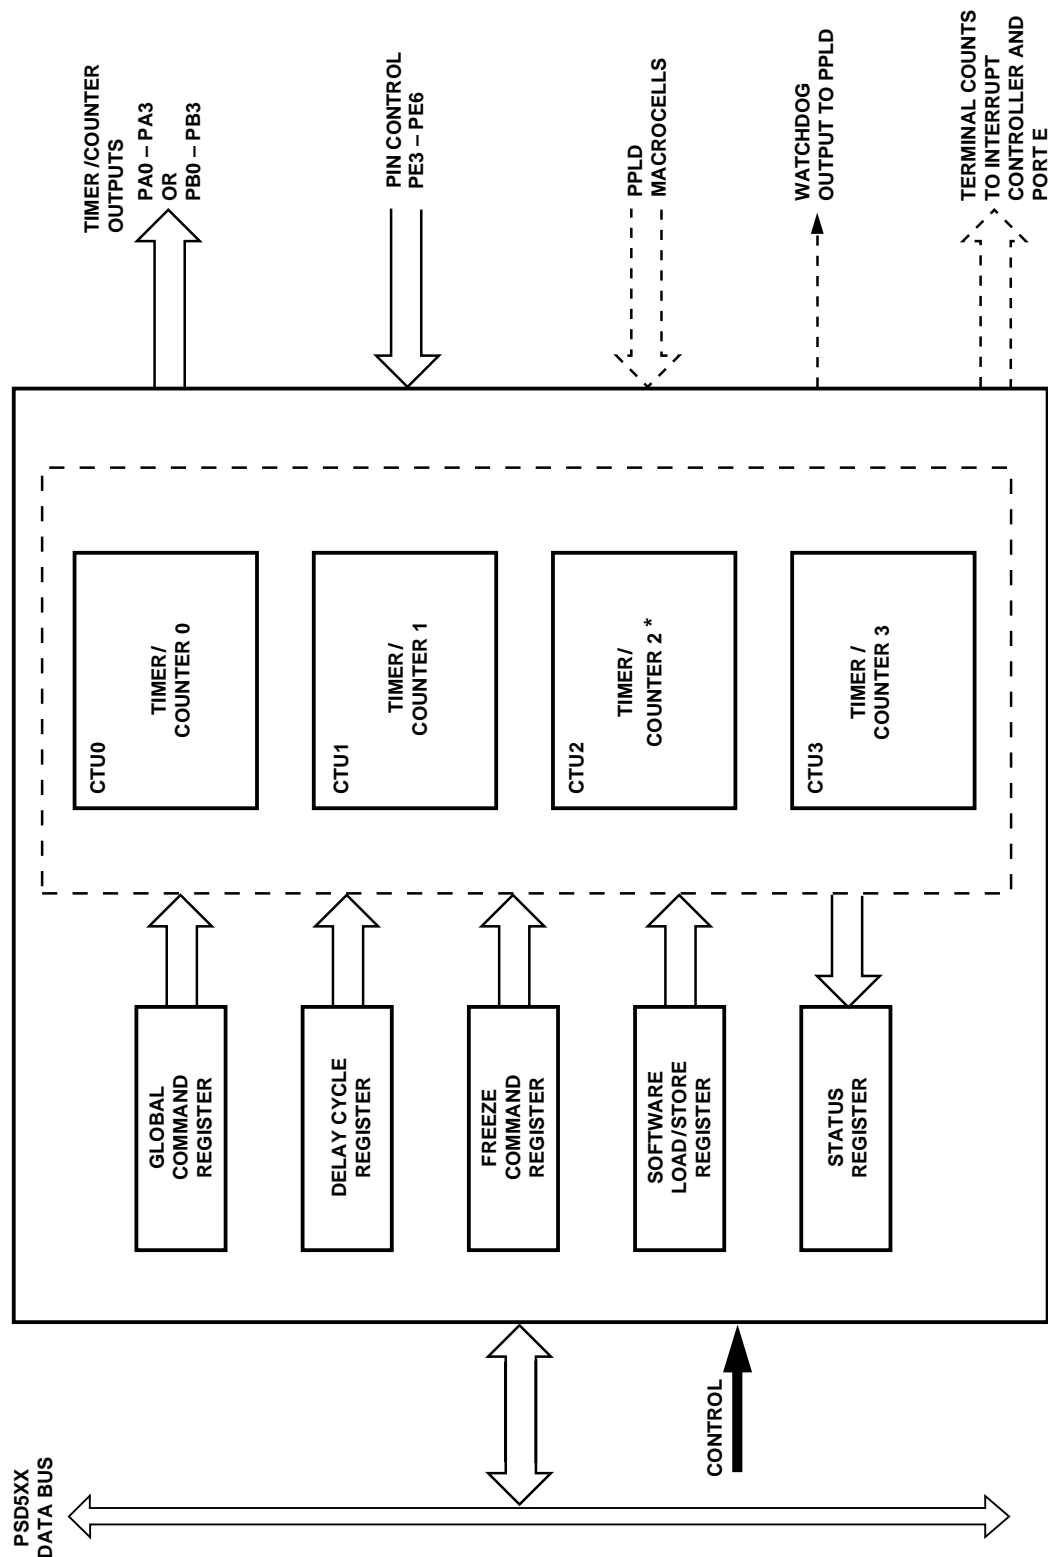 PSD5XX
DATA BUS
CONTROL
GLOBAL
COMMAND
REGISTER
DELAY CYCLE
REGISTER
FREEZE
COMMAND
REGISTER
SOFTWARE
LOAD/STORE
REGISTER
STATUS
REGISTER
CTU0
TIMER/
COUNTER 0
CTU1
TIMER/
COUNTER 1
CTU2
TIMER/
COUNTER 2 *
CTU3
TIMER /
COUNTER 3
TIMER /COUNTER
OUTPUTS
PA0 – PA3
OR
PB0 – PB3
PIN CONTROL
PE3 – PE6
PPLD
MACROCELLS
WATCHDOG
OUTPUT TO PPLD
TERMINAL COUNTS
TO INTERRUPT
CONTROLLER AND
PORT E